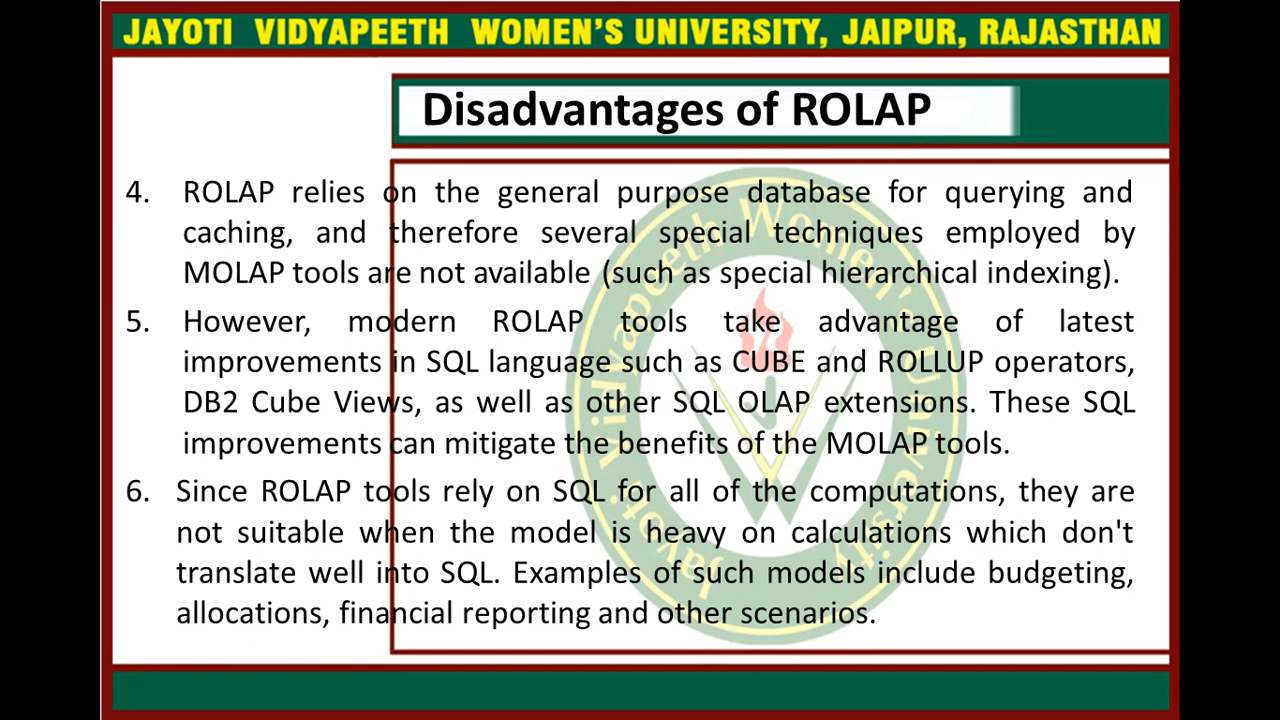 JAYOTI VIDYAPEETH WOMEN'S UNIVERSITY, JAIPUR, RAJASTHAN
Disadvantages of ROLAP
4. ROLAP relies on the general purpose database for querying and
caching, and therefore several special techniques employed by
MOLAP tools are not available (such as special hierarchical indexing).
5. However, modern ROLAP tools take advantage of latest
improvements in SQL language such as CUBE and ROLLUP operators,
DB2 Cube Views, as well as other SQL OLAP extensions. These SQL
improvements can mitigate the benefits of the MOLAP tools.
6. Since ROLAP tools rely on SQL for all of the computations, they are
not suitable when the model is heavy on calculations which don't
translate well into SQL. Examples of such models include budgeting,
allocations, financial reporting and other scenarios.
Jayoti Vidyapeeth Women's University